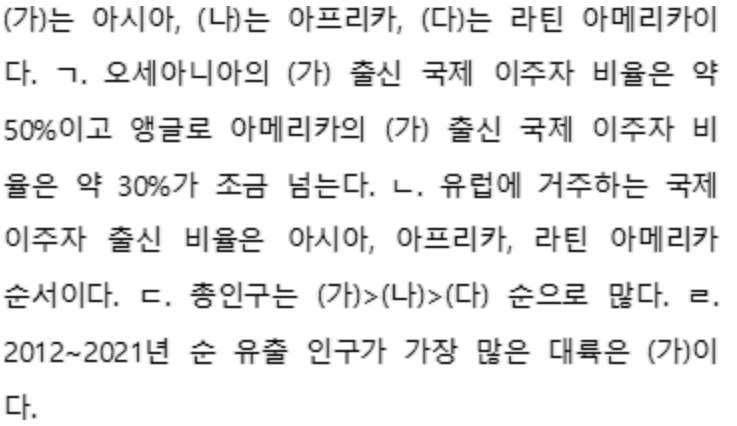 (가)는 아시아, (나)는 아프리카, (다)는 라틴 아메리카이
다. ㄱ. 오세아니아의 (가) 출신 국제 이주자 비율은 약
50%이고 앵글로 아메리카의 (가) 출신 국제 이주자 비
율은 약 30%가 조금 넘는다. ㄴ. 유럽에 거주하는 국제
이주자 출신 비율은 아시아, 아프리카, 라틴 아메리카
순서이다. ㄷ. 총인구는 (가)>(나)>(다) 순으로 많다. ㄹ.
2012~2021년 순 유출 인구가 가장 많은 대륙은 (가)이
다.